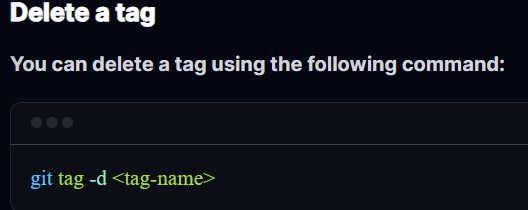 Delete a tag
You can delete a tag using the following command:
git tag -d <tag-name>